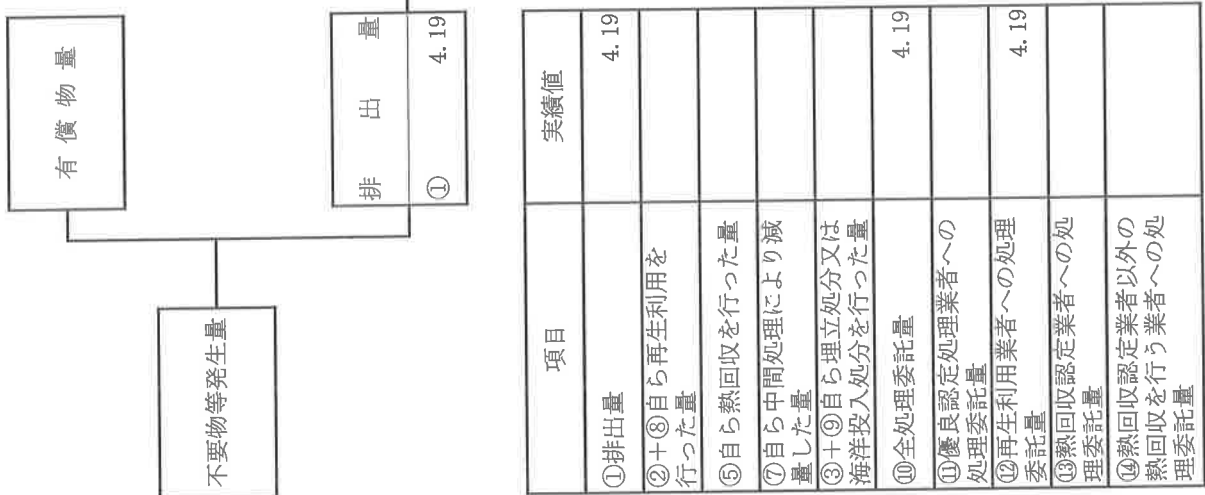 有償物量
不要物等発生量
排出量
① 4.19
項目 実績値
①排出量 4.19
②+⑧自ら再生利用を
行った量
⑤自ら熱回収を行った量
⑦自ら中間処理により減
量した量
③+⑨自ら埋立処分又は
海洋投入処分を行った量
⑩全処理委託量 4.19
⑪優良認定処理業者への
処理委託量
⑫再生利用業者への処理
委託量 4.19
⑬熱回収認定業者への処
理委託量
⑭熱回収認定業者以外の
熱回収を行う業者への処
理委託量